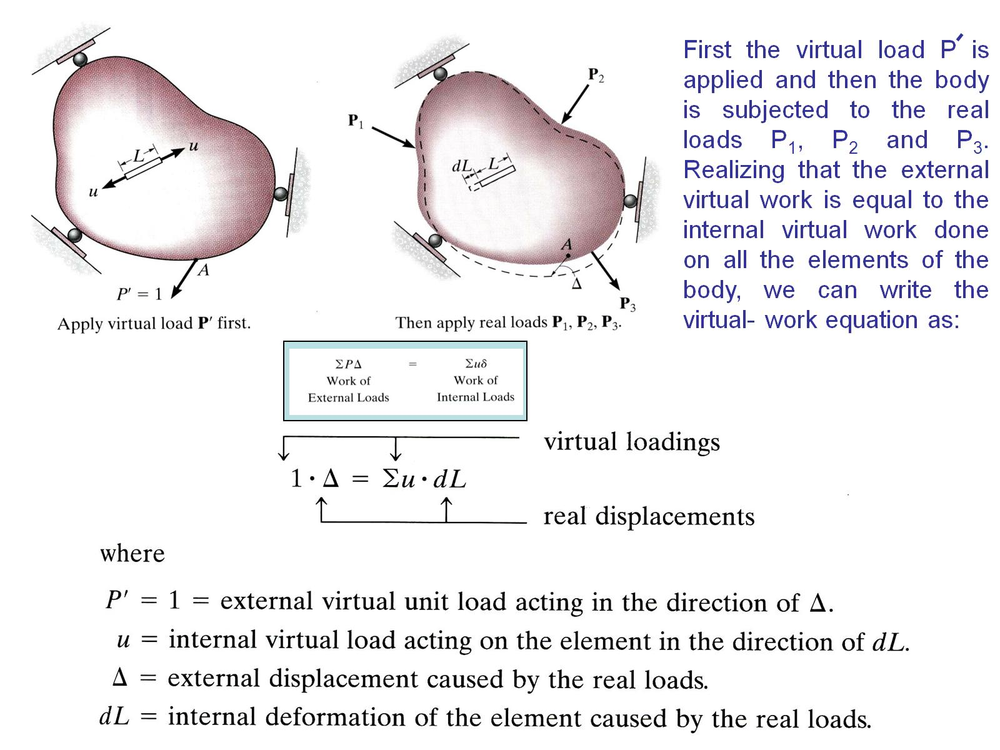 L
u
u
A
P′ = 1
Apply virtual load P′ first.
P₁
P₂
dL
L
A
Δ
P₃
Then apply real loads P₁, P₂, P₃.
First the virtual load P′ is
applied and then the body
is subjected to the real
loads P₁, P₂ and P₃.
Realizing that the external
virtual work is equal to the
internal virtual work done
on all the elements of the
body, we can write the
virtual- work equation as:
ΣPΔ = Σuδ
Work of Work of
External Loads Internal Loads
virtual loadings
1 · Δ = Σu · dL
real displacements
where
P′ = 1 = external virtual unit load acting in the direction of Δ.
u = internal virtual load acting on the element in the direction of dL.
Δ = external displacement caused by the real loads.
dL = internal deformation of the element caused by the real loads.